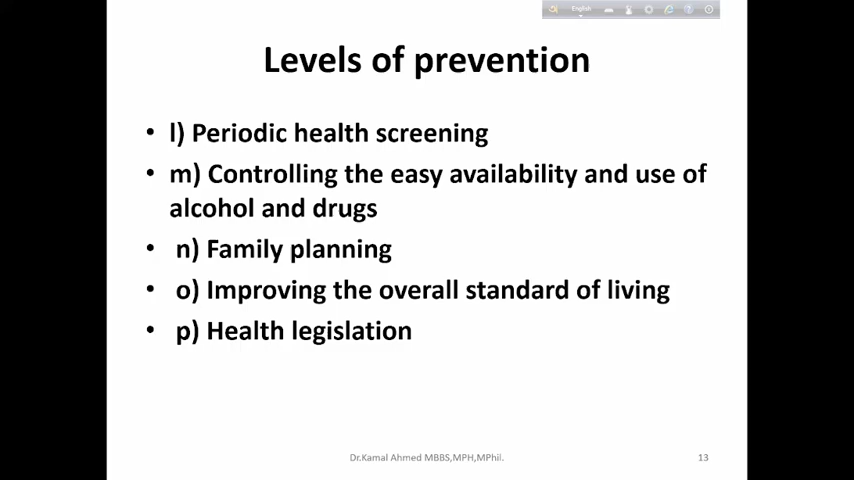 English
Levels of prevention
• l) Periodic health screening
• m) Controlling the easy availability and use of
alcohol and drugs
• n) Family planning
• o) Improving the overall standard of living
• p) Health legislation
Dr.Kamal Ahmed MBBS,MPH,MPhil.
13